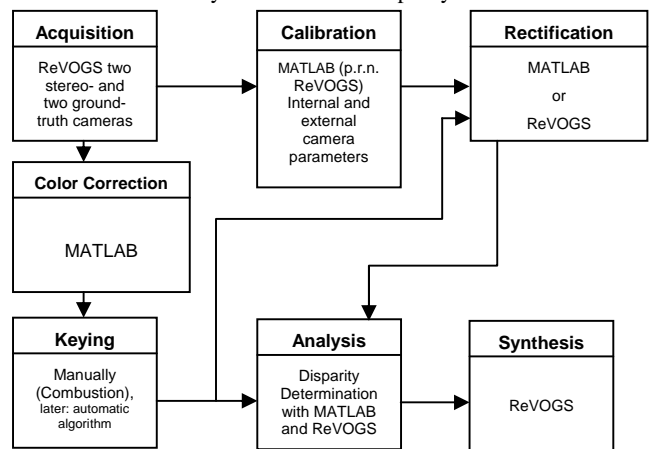 Acquisition
ReVOGS two
stereo- and
two ground-
truth cameras
Calibration
MATLAB (p.r.n.
ReVOGS)
Internal and
external
camera
parameters
Rectification
MATLAB
or
ReVOGS
Color Correction
MATLAB
Keying
Manually
(Combustion),
later: automatic
algorithm
Analysis
Disparity
Determination
with MATLAB
and ReVOGS
Synthesis
ReVOGS